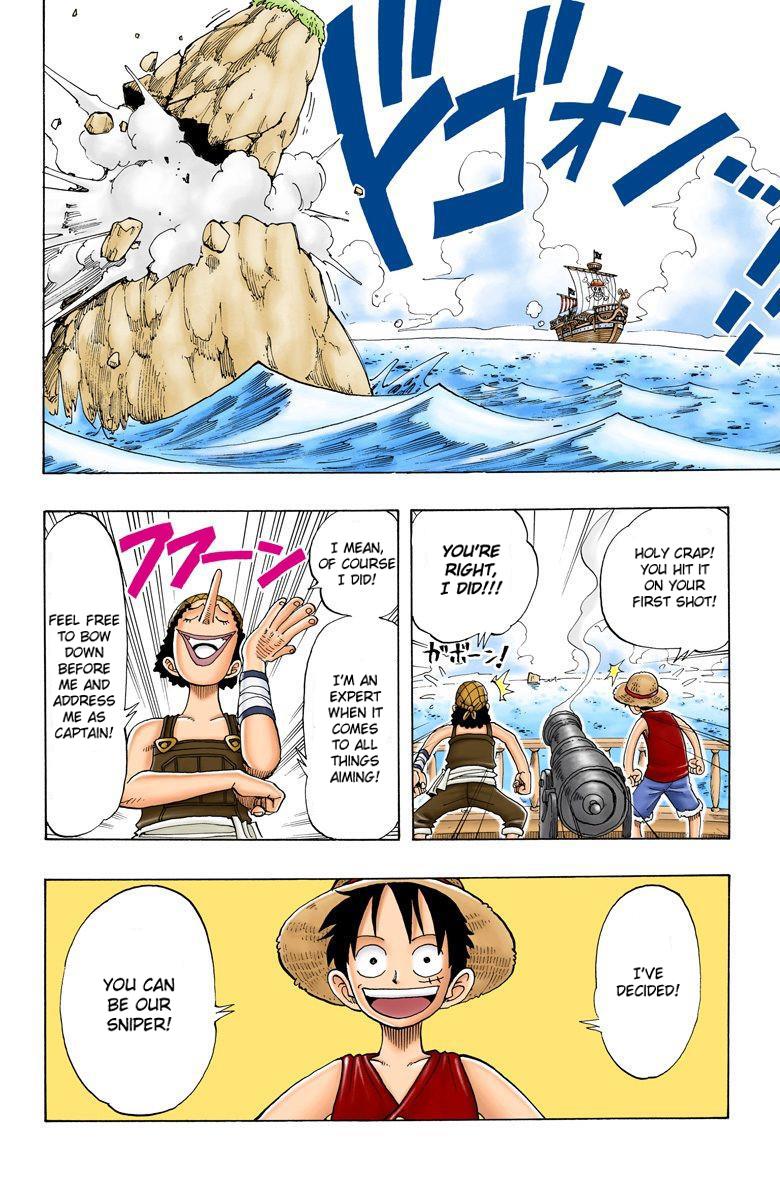 ドゴオン……!!
HOLY CRAP!
YOU HIT IT
ON YOUR
FIRST SHOT!
YOU'RE
RIGHT,
I DID!!!
ガボーン!
I MEAN,
OF COURSE
I DID!
I'M AN
EXPERT
WHEN IT
COMES
TO ALL
THINGS
AIMING!
フフーン
FEEL FREE
TO BOW
DOWN
BEFORE
ME AND
ADDRESS
ME AS
CAPTAIN!
I'VE
DECIDED!
YOU CAN
BE OUR
SNIPER!